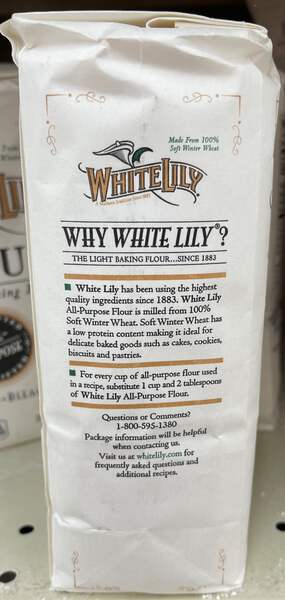 Made From 100%
Soft Winter Wheat
WHITE LILY
A Southern Tradition Since 1883
WHY WHITE LILY®?
THE LIGHT BAKING FLOUR...SINCE 1883
White Lily has been using the highest
quality ingredients since 1883. White Lily
All-Purpose Flour is milled from 100%
Soft Winter Wheat. Soft Winter Wheat has
a low protein content making it ideal for
delicate baked goods such as cakes, cookies,
biscuits and pastries.
For every cup of all-purpose flour used
in a recipe, substitute 1 cup and 2 tablespoons
of White Lily All-Purpose Flour.
Questions or Comments?
1-800-595-1380
Package information will be helpful
when contacting us.
Visit us at whitelily.com for
frequently asked questions and
additional recipes.